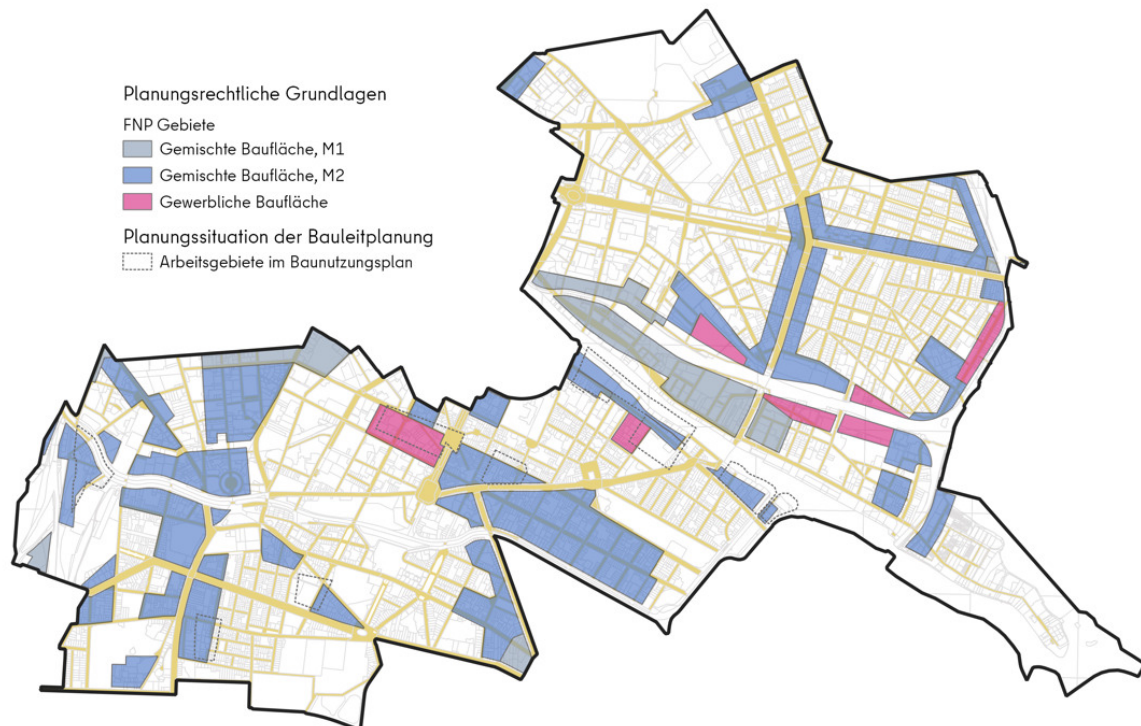 Planungsrechtliche Grundlagen
FNP Gebiete
Gemischte Baufläche, M1
Gemischte Baufläche, M2
Gewerbliche Baufläche
Planungssituation der Bauleitplanung
Arbeitsgebiete im Baunutzungsplan